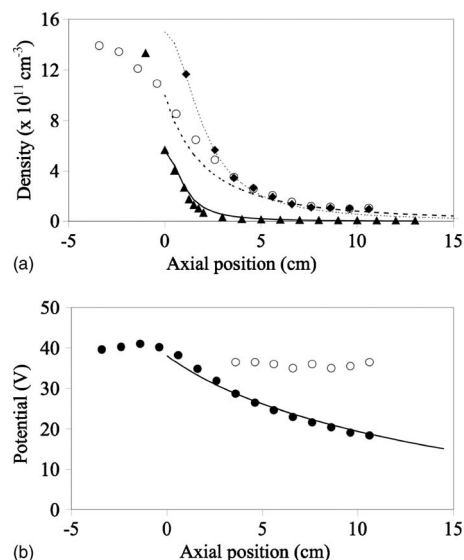 16
12
8
4
0
-5 0 5 10 15
Density (x 10¹¹ cm⁻³)
(a) Axial position (cm)
50
40
30
20
10
0
-5 0 5 10 15
Potential (V)
(b) Axial position (cm)